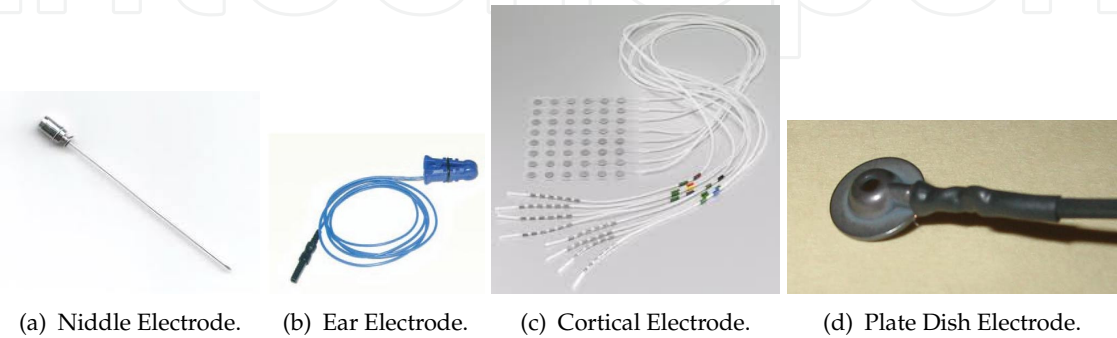 (a) Niddle Electrode.
(b) Ear Electrode.
(c) Cortical Electrode.
(d) Plate Dish Electrode.